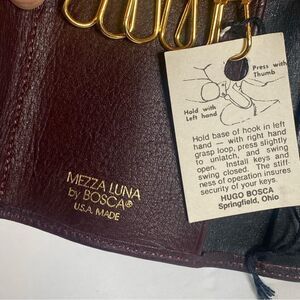 Press with
Thumb
Hold with
Left hand
Hold base of hook in left
hand — with right hand
grasp loop, press slightly
to unlatch, and swing
open. Install keys and
swing closed. The stiff-
ness of operation insures
security of your keys.
HUGO BOSCA
Springfield, Ohio
MEZZA LUNA
by BOSCA®
U.S.A. MADE